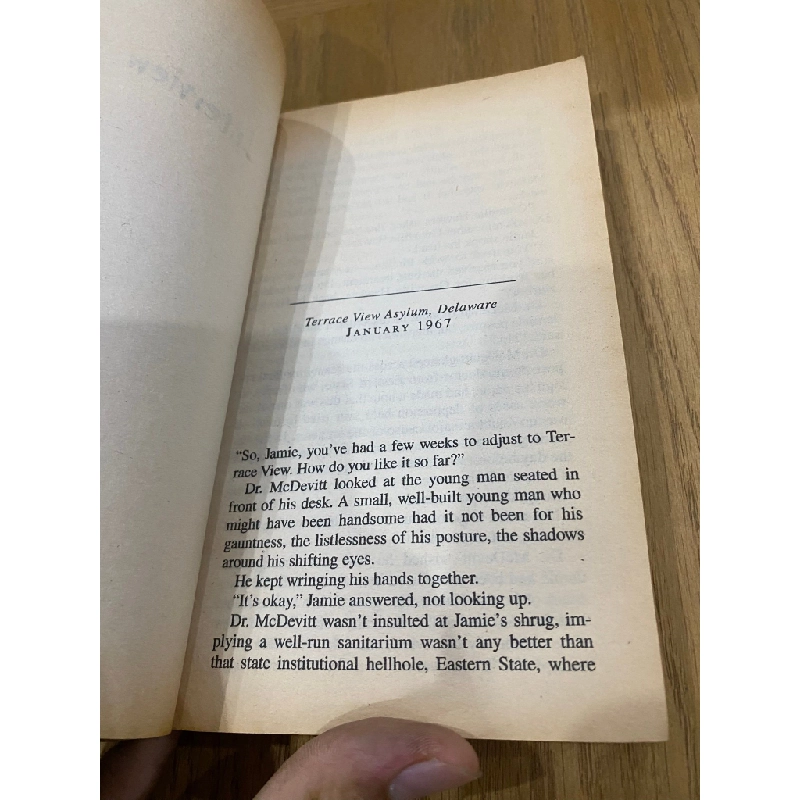 Terrace View Asylum, Delaware
JANUARY 1967
"So, Jamie, you've had a few weeks to adjust to Ter-
race View. How do you like it so far?"
Dr. McDevitt looked at the young man seated in
front of his desk. A small, well-built young man who
might have been handsome had it not been for his
gauntness, the listlessness of his posture, the shadows
around his shifting eyes.
He kept wringing his hands together.
"It's okay," Jamie answered, not looking up.
Dr. McDevitt wasn't insulted at Jamie's shrug, im-
plying a well-run sanitarium wasn't any better than
that state institutional hellhole, Eastern State, where